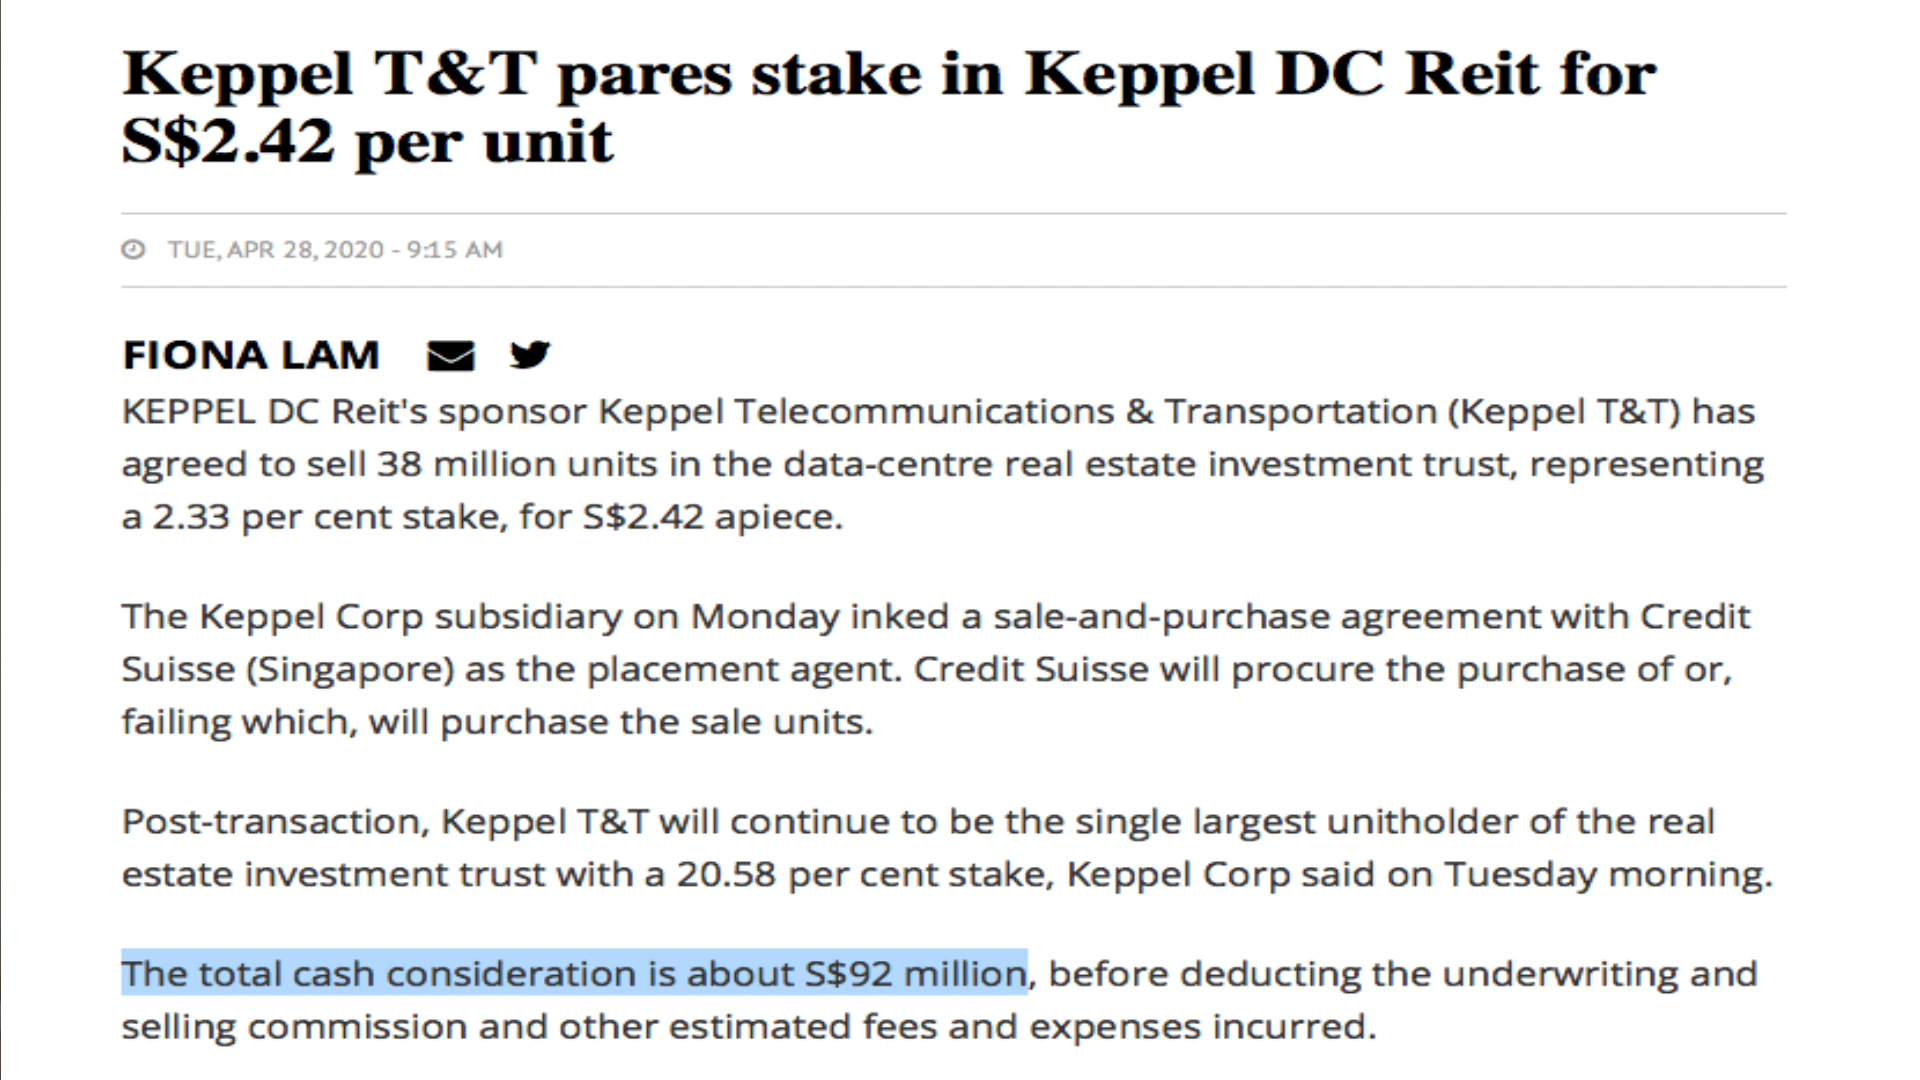 Keppel T&T pares stake in Keppel DC Reit for
S$2.42 per unit
TUE, APR 28, 2020 - 9:15 AM
FIONA LAM
KEPPEL DC Reit's sponsor Keppel Telecommunications & Transportation (Keppel T&T) has
agreed to sell 38 million units in the data-centre real estate investment trust, representing
a 2.33 per cent stake, for S$2.42 apiece.
The Keppel Corp subsidiary on Monday inked a sale-and-purchase agreement with Credit
Suisse (Singapore) as the placement agent. Credit Suisse will procure the purchase of or,
failing which, will purchase the sale units.
Post-transaction, Keppel T&T will continue to be the single largest unitholder of the real
estate investment trust with a 20.58 per cent stake, Keppel Corp said on Tuesday morning.
The total cash consideration is about S$92 million, before deducting the underwriting and
selling commission and other estimated fees and expenses incurred.